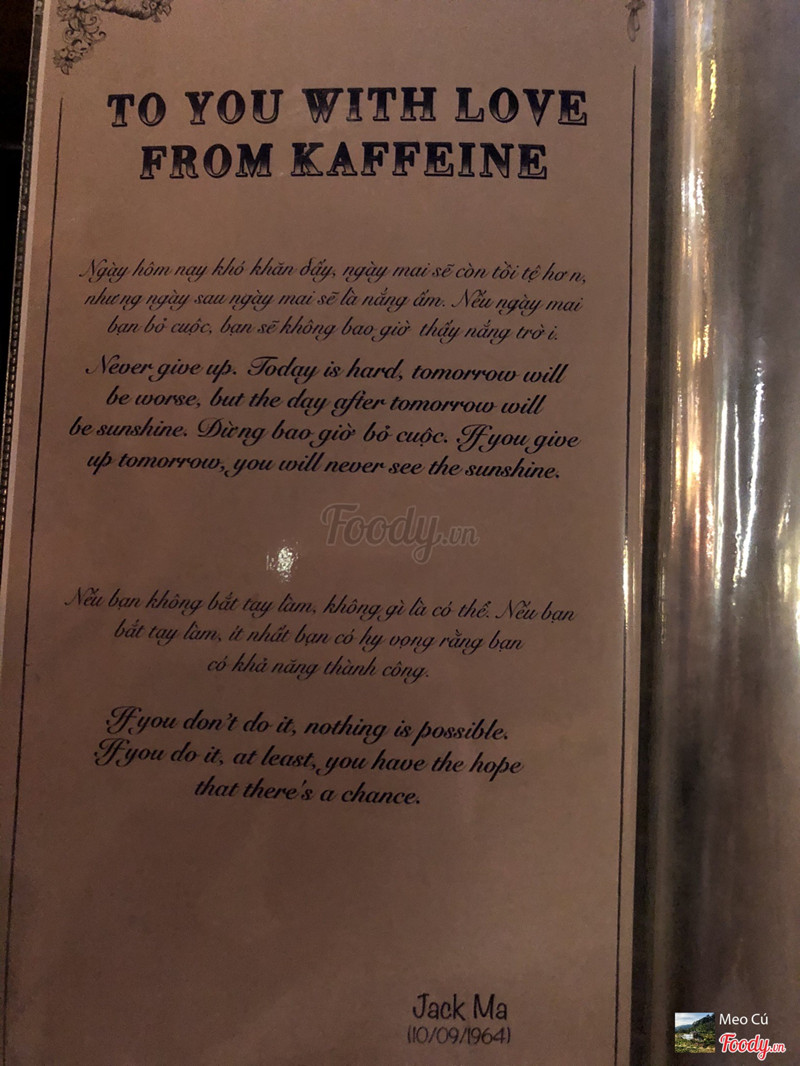 TO YOU WITH LOVE
FROM KAFFEINE
Ngày hôm nay khó khăn đấy, ngày mai sẽ còn tồi tệ hơn,
nhưng ngày sau ngày mai sẽ là nắng ấm. Nếu ngày mai
bạn bỏ cuộc, bạn sẽ không bao giờ thấy nắng trời.
Never give up. Today is hard, tomorrow will
be worse, but the day after tomorrow will
be sunshine. Đừng bao giờ bỏ cuộc. If you give
up tomorrow, you will never see the sunshine.
Foody.vn
Nếu bạn không bắt tay làm, không gì là có thể. Nếu bạn
bắt tay làm, ít nhất bạn có hy vọng rằng bạn
có khả năng thành công.
If you don't do it, nothing is possible.
If you do it, at least, you have the hope
that there's a chance.
Jack Ma
(10/09/1964)
Meo Cú
Foody.vn